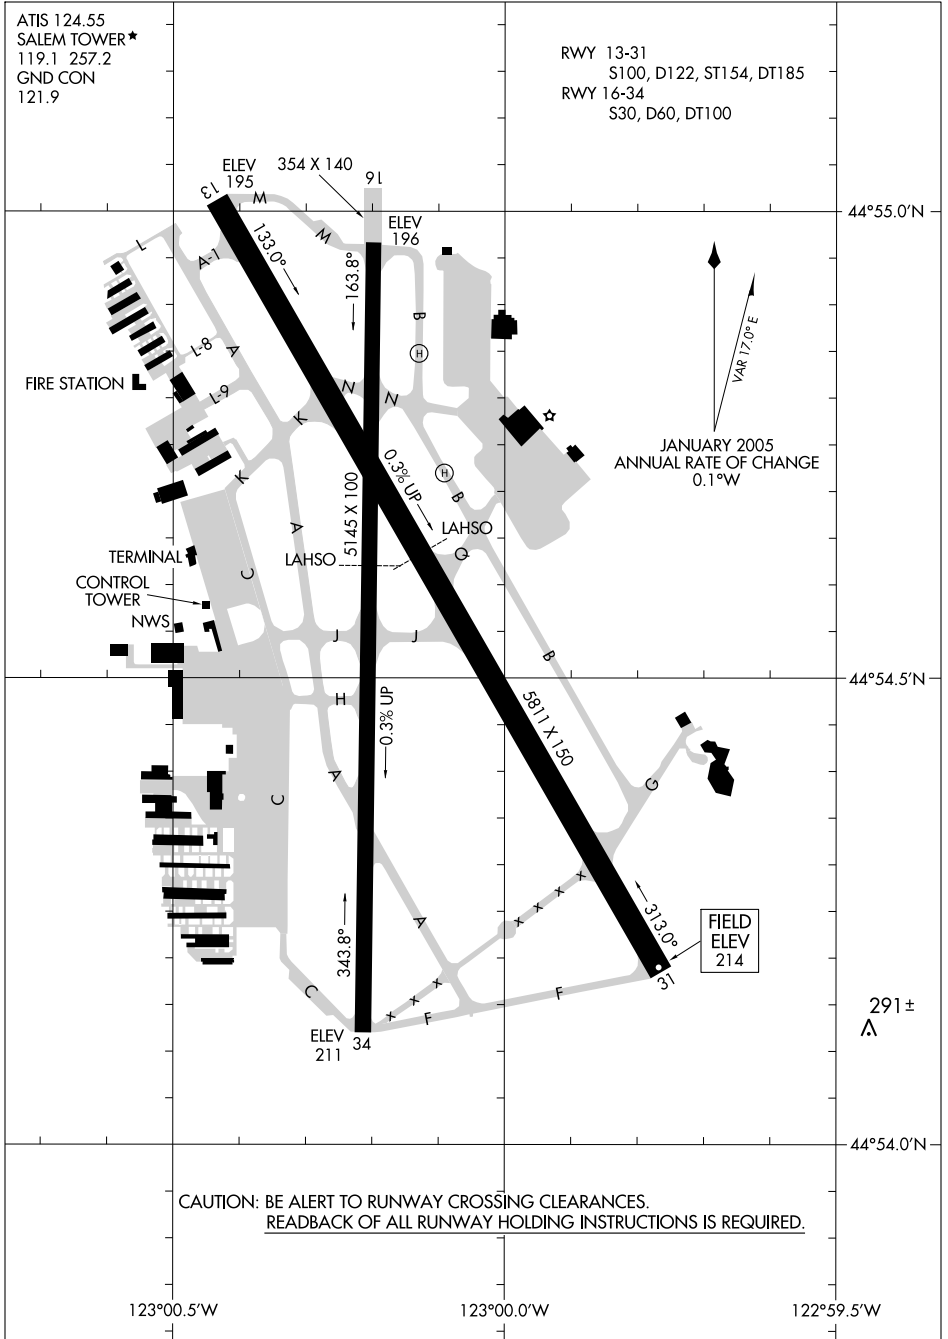 ATIS 124.55
SALEM TOWER★
119.1 257.2
GND CON
121.9
RWY 13-31
S100, D122, ST154, DT185
RWY 16-34
S30, D60, DT100
ELEV
195
354 X 140
16
13
ELEV
196
44°55.0'N
M
M
L
A-1
133.0°
163.8°
B
H
VAR 17.0° E
L-8
A
FIRE STATION
L-9
N
N
K
JANUARY 2005
ANNUAL RATE OF CHANGE
0.1°W
K
0.3% UP
H
B
5145 X 100
A
LAHSO
LAHSO
Q
TERMINAL
C
CONTROL
TOWER
NWS
J
J
B
44°54.5'N
H
0.3% UP
5811 X 150
A
C
G
x
x
x
x
A
343.8°
313.0°
FIELD
ELEV
214
31
C
x
x
x
F
F
291±
ELEV
211
34
44°54.0'N
CAUTION: BE ALERT TO RUNWAY CROSSING CLEARANCES.
READBACK OF ALL RUNWAY HOLDING INSTRUCTIONS IS REQUIRED.
123°00.5'W
123°00.0'W
122°59.5'W